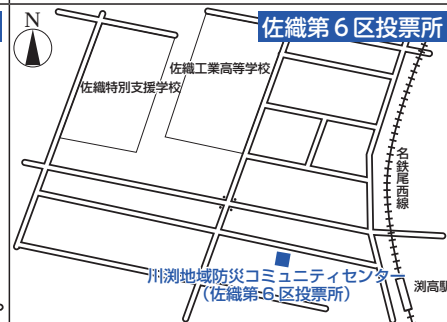 佐織第６区投票所
N
佐織工業高等学校
佐織特別支援学校
名鉄尾西線
川渕地域防災コミュニティセンター
（佐織第６区投票所）
渕高駅